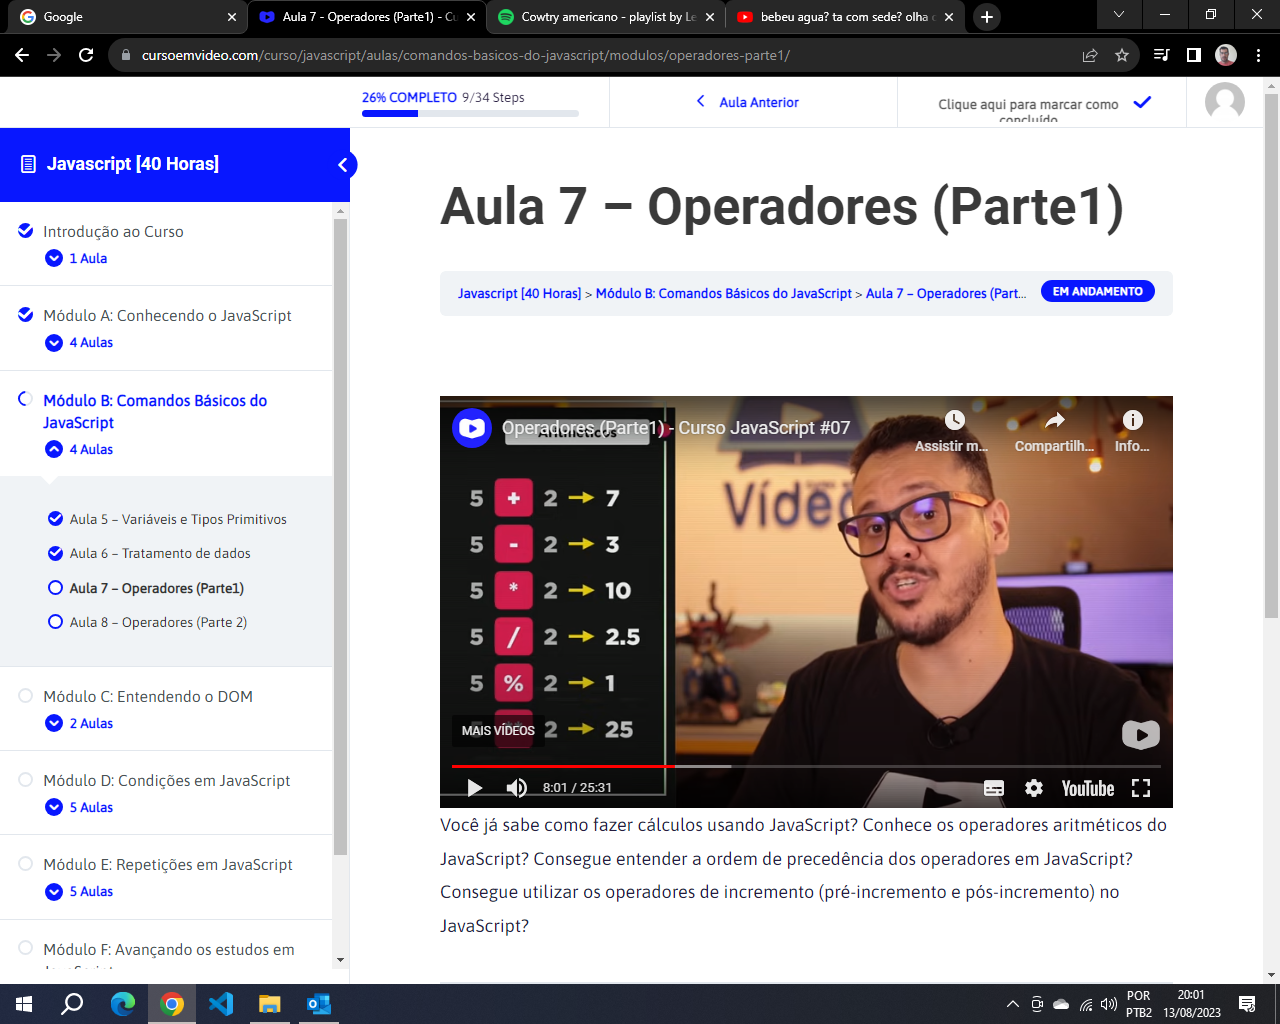 Google
Aula 7 - Operadores (Parte1) - Cu
Cowtry americano - playlist by Le
bebeu agua? ta com sede? olha
cursoemvideo.com/curso/javascript/aulas/comandos-basicos-do-javascript/modulos/operadores-parte1/
26% COMPLETO 9/34 Steps
Aula Anterior
Clique aqui para marcar como
concluído
Javascript [40 Horas]
Introdução ao Curso
1 Aula
Módulo A: Conhecendo o JavaScript
4 Aulas
Módulo B: Comandos Básicos do
JavaScript
4 Aulas
Aula 5 – Variáveis e Tipos Primitivos
Aula 6 – Tratamento de dados
Aula 7 – Operadores (Parte1)
Aula 8 – Operadores (Parte 2)
Módulo C: Entendendo o DOM
2 Aulas
Módulo D: Condições em JavaScript
5 Aulas
Módulo E: Repetições em JavaScript
5 Aulas
Módulo F: Avançando os estudos em
JavaScript
Aula 7 – Operadores (Parte1)
Javascript [40 Horas] > Módulo B: Comandos Básicos do JavaScript > Aula 7 – Operadores (Part...
EM ANDAMENTO
Operadores (Parte1) - Curso JavaScript #07
Aritméticos
Assistir m...
Compartilh...
Info...
Vídeo
5 + 2 → 7
5 - 2 → 3
5 * 2 → 10
5 / 2 → 2.5
5 % 2 → 1
5 ** 2 → 25
MAIS VÍDEOS
8:01 / 25:31
YouTube
Você já sabe como fazer cálculos usando JavaScript? Conhece os operadores aritméticos do
JavaScript? Consegue entender a ordem de precedência dos operadores em JavaScript?
Consegue utilizar os operadores de incremento (pré-incremento e pós-incremento) no
JavaScript?
POR
PTB2
20:01
13/08/2023